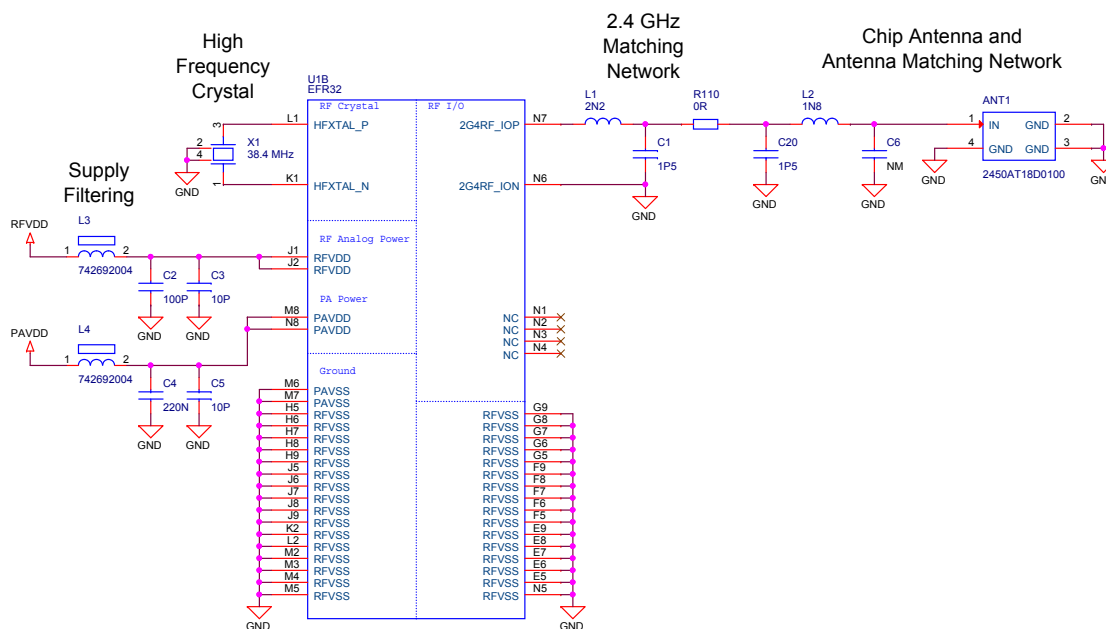 High
Frequency
Crystal
2.4 GHz
Matching
Network
Chip Antenna and
Antenna Matching Network
Supply
Filtering
U1B
EFR32
RF Crystal
RF I/O
L1
HFXTAL_P
K1
HFXTAL_N
3
2
4
1
X1
38.4 MHz
GND
2G4RF_IOP
N7
2G4RF_ION
N6
L1
2N2
C1
1P5
GND
R110
0R
C20
1P5
GND
L2
1N8
C6
NM
GND
ANT1
1
IN
GND
2
4
GND
3
GND
GND
2450AT18D0100
RFVDD
L3
1
2
742692004
C2
100P
GND
C3
10P
GND
RF Analog Power
J1
RFVDD
J2
RFVDD
PA Power
M8
PAVDD
N8
PAVDD
PAVDD
L4
1
2
742692004
C4
220N
GND
C5
10P
GND
NC
N1
NC
N2
NC
N3
NC
N4
Ground
M6
PAVSS
M7
PAVSS
H5
RFVSS
H6
RFVSS
H7
RFVSS
H8
RFVSS
H9
RFVSS
J5
RFVSS
J6
RFVSS
J7
RFVSS
J8
RFVSS
J9
RFVSS
K2
RFVSS
L2
RFVSS
M2
RFVSS
M3
RFVSS
M4
RFVSS
M5
RFVSS
GND
RFVSS
G9
RFVSS
G8
RFVSS
G7
RFVSS
G6
RFVSS
G5
RFVSS
F9
RFVSS
F8
RFVSS
F7
RFVSS
F6
RFVSS
F5
RFVSS
E9
RFVSS
E8
RFVSS
E7
RFVSS
E6
RFVSS
E5
RFVSS
N5
GND